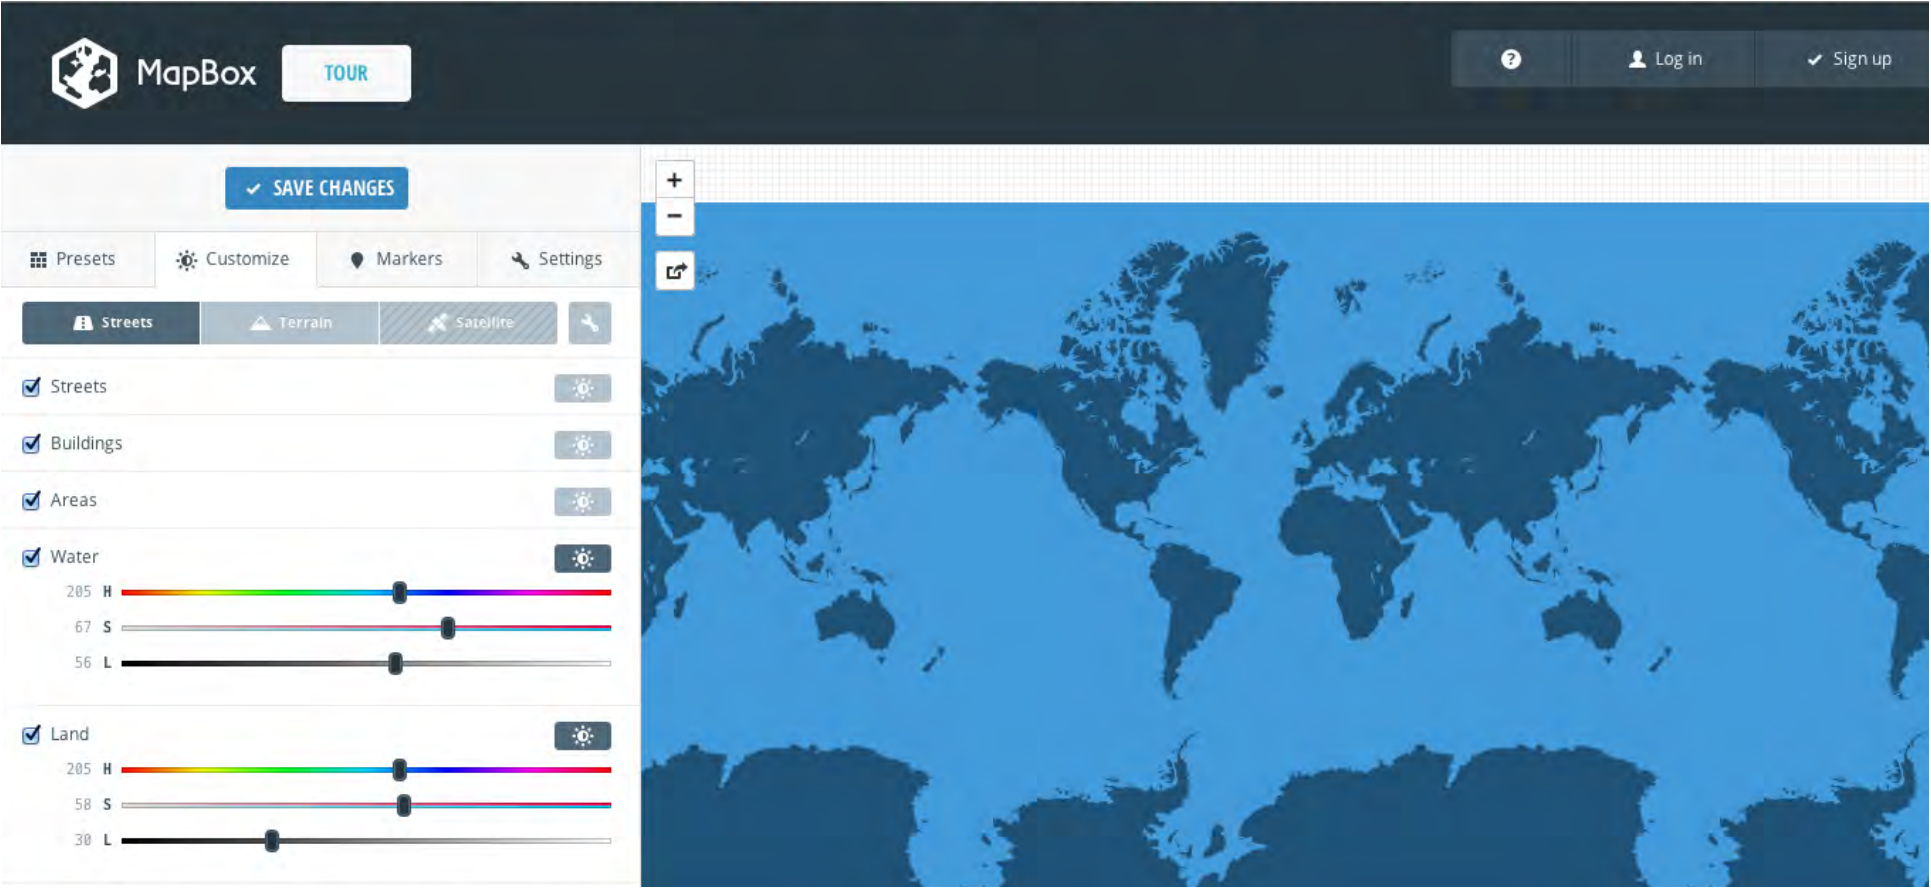 MapBox
TOUR
?
Log in
Sign up
SAVE CHANGES
+
−
Presets
Customize
Markers
Settings
Streets
Terrain
Satellite
Streets
Buildings
Areas
Water
205 H
67 S
56 L
Land
205 H
58 S
30 L